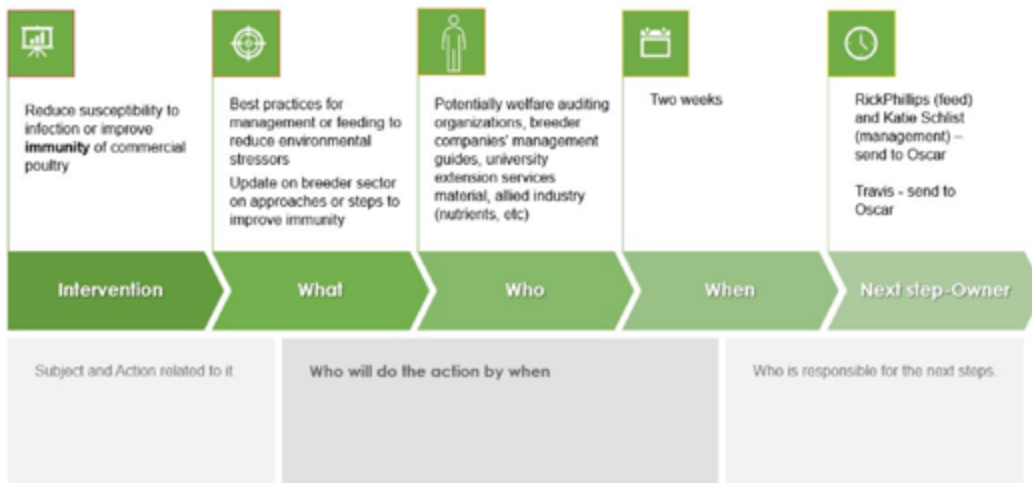 Reduce susceptibility to
infection or improve
immunity of commercial
poultry
Best practices for
management or feeding to
reduce environmental
stressors
Update on breeder sector
on approaches or steps to
improve immunity
Potentially welfare auditing
organizations, breeder
companies' management
guides, university
extension services
material, allied industry
(nutrients, etc)
Two weeks
RickPhillips (feed)
and Katie Schlist
(management) –
send to Oscar
Travis - send to
Oscar
Intervention
What
Who
When
Next step-Owner
Subject and Action related to it
Who will do the action by when
Who is responsible for the next steps.